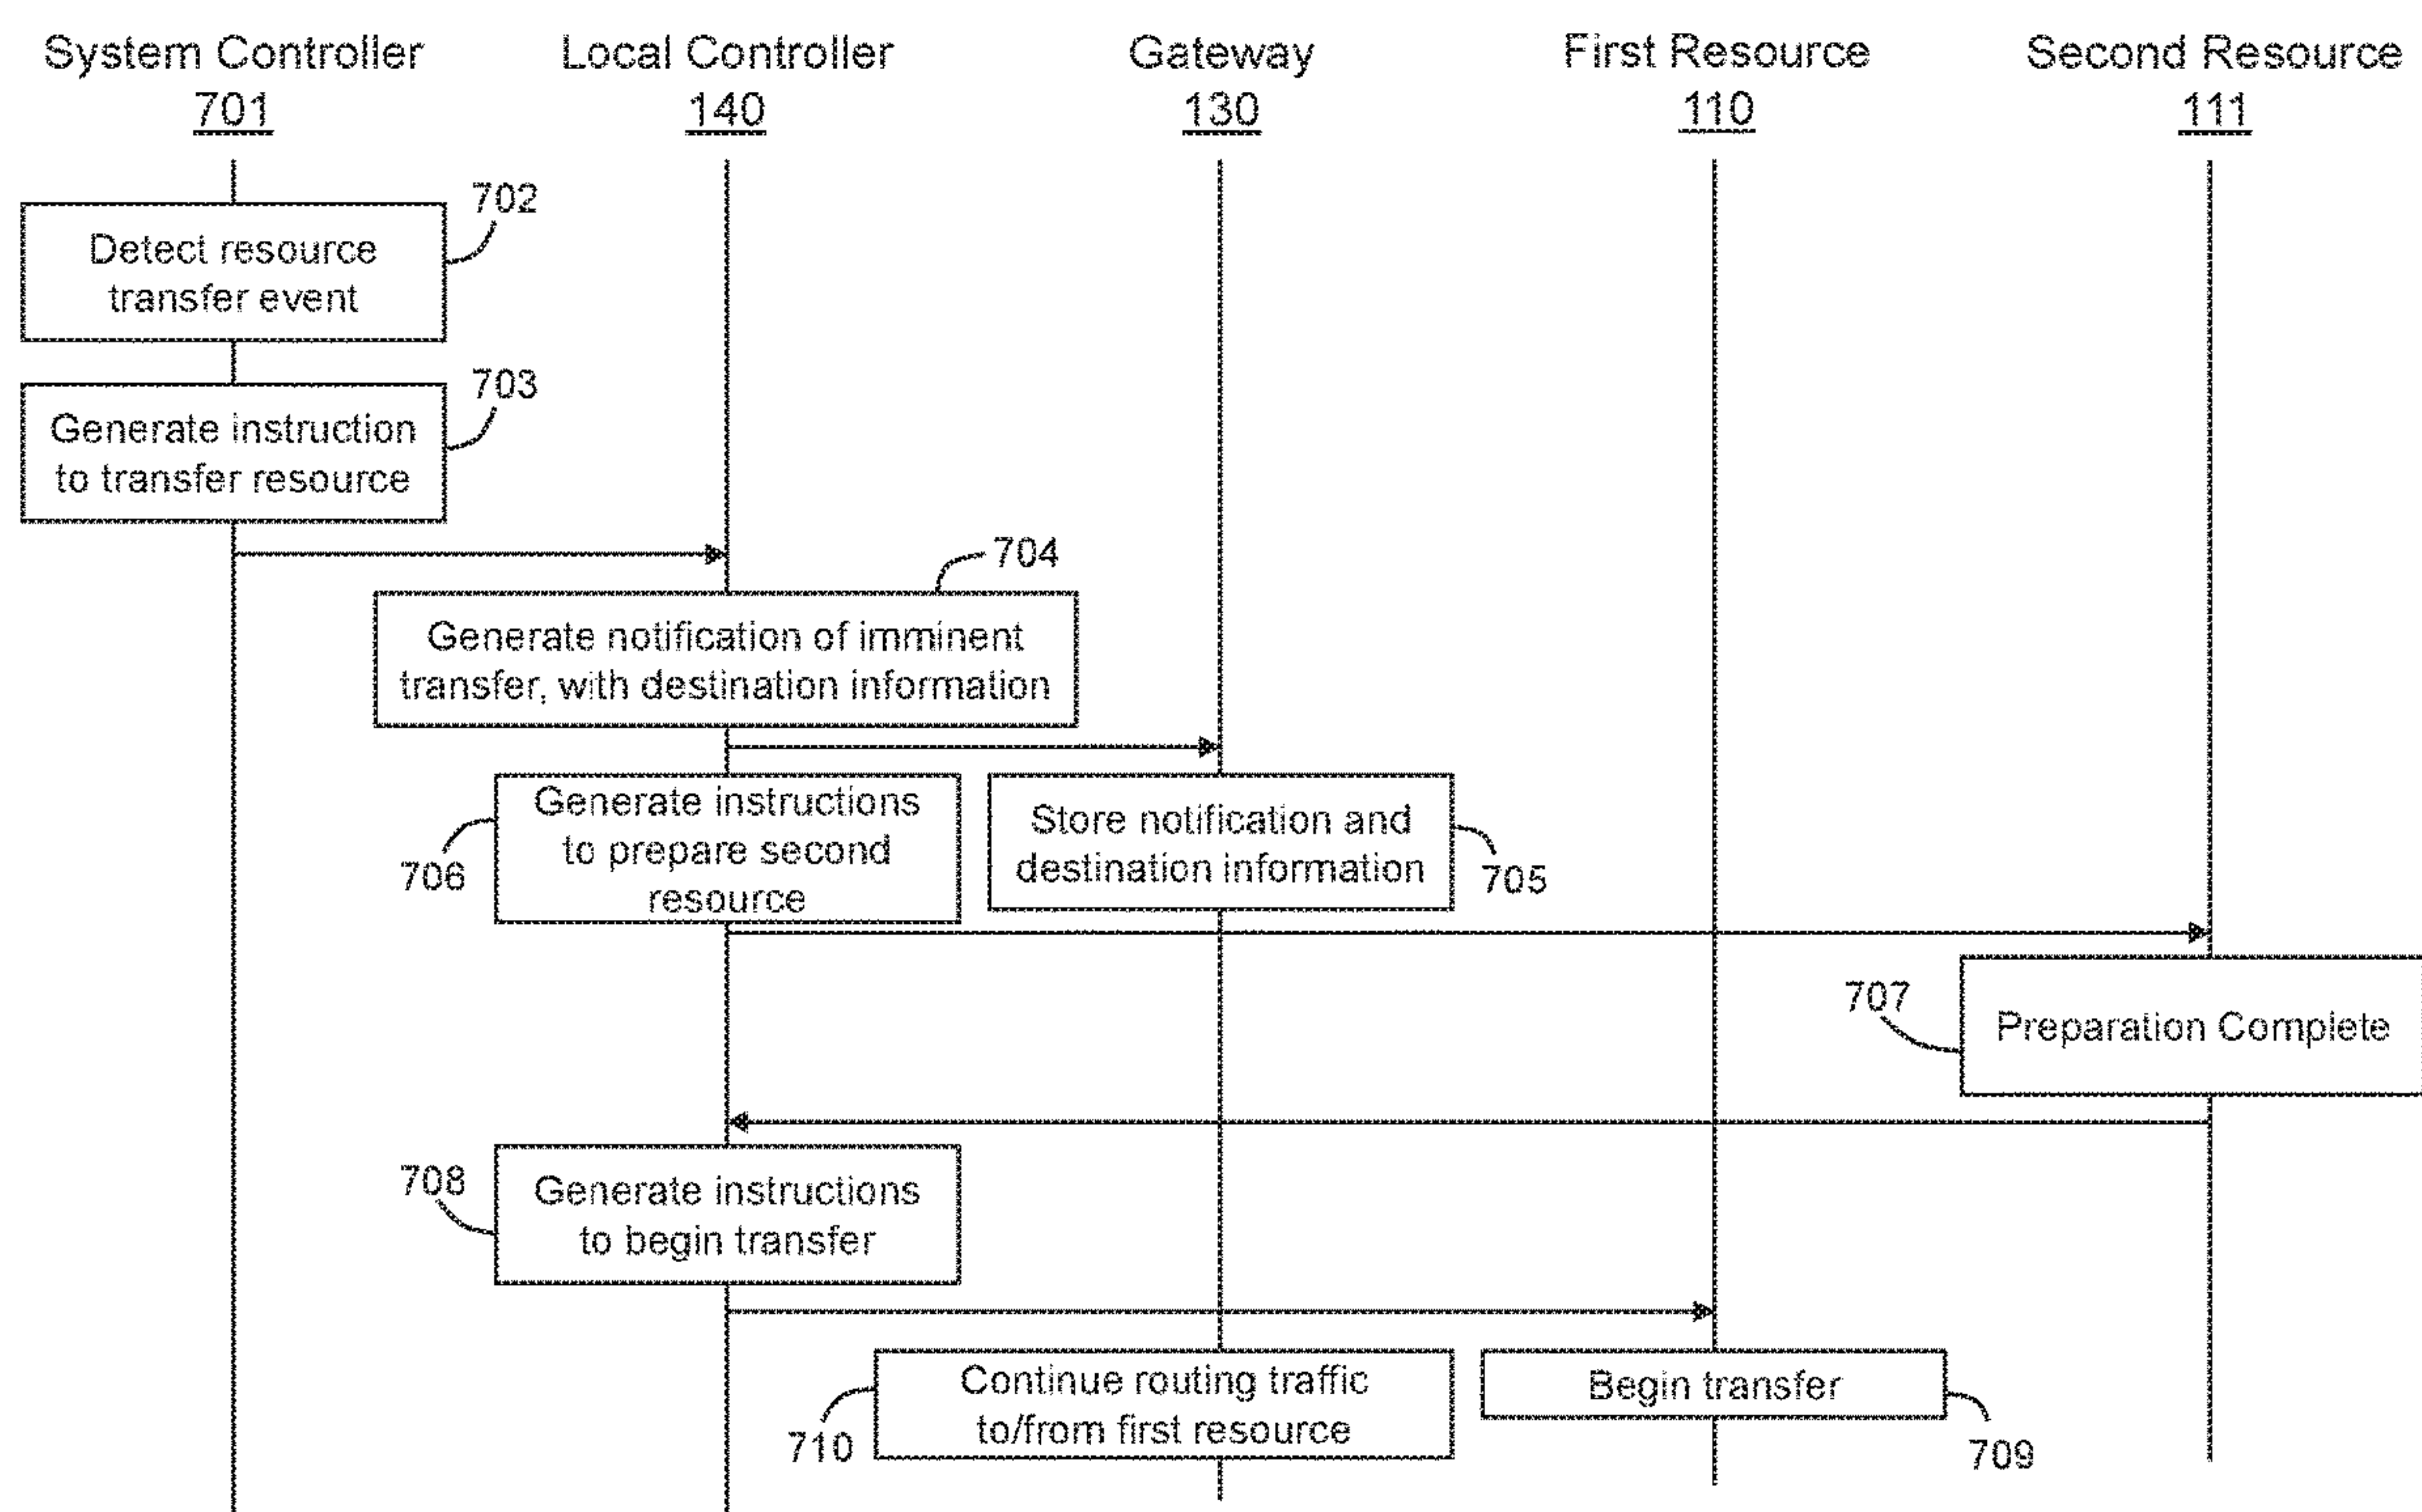 System Controller
701
Local Controller
140
Gateway
130
First Resource
110
Second Resource
111
702
Detect resource
transfer event
703
Generate instruction
to transfer resource
704
Generate notification of imminent
transfer, with destination information
706
Generate instructions
to prepare second
resource
Store notification and
destination information
705
707
Preparation Complete
708
Generate instructions
to begin transfer
710
Continue routing traffic
to/from first resource
Begin transfer
709